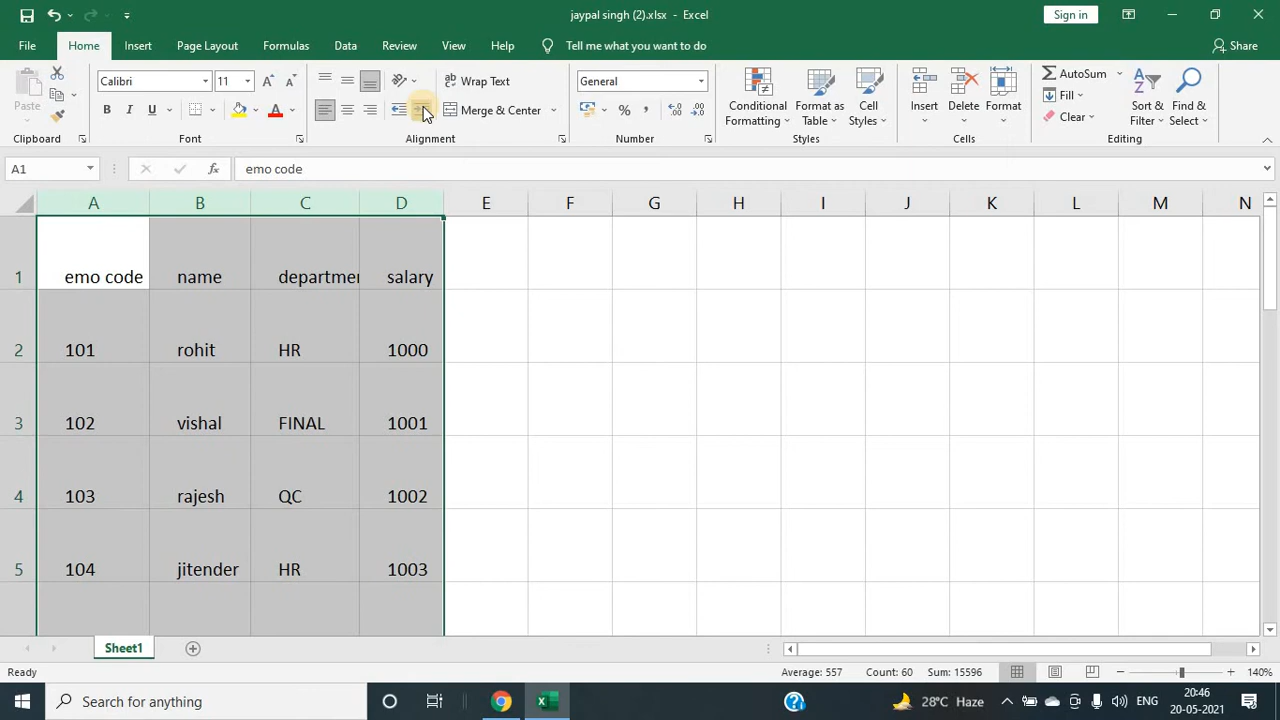 jaypal singh (2).xlsx - Excel
Sign in
File Home Insert Page Layout Formulas Data Review View Help Tell me what you want to do Share
Paste
Calibri 11
B I U
A
Wrap Text
Merge & Center
General
%
Conditional Formatting
Format as Table
Cell Styles
Insert
Delete
Format
AutoSum
Fill
Clear
Sort & Filter
Find & Select
Clipboard Font Alignment Number Styles Cells Editing
A1 fx emo code
A B C D E F G H I J K L M N
1 emo code name departmer salary
2 101 rohit HR 1000
3 102 vishal FINAL 1001
4 103 rajesh QC 1002
5 104 jitender HR 1003
Sheet1
Ready Average: 557 Count: 60 Sum: 15596 140%
Search for anything 28°C Haze ENG 20:46
20-05-2021